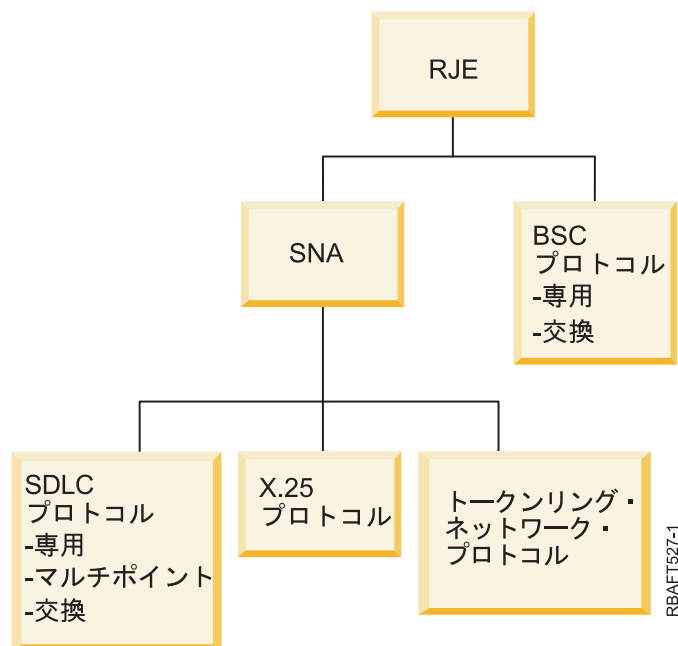 RJE
SNA
BSC
プロトコル
-専用
-交換
SDLC
プロトコル
-専用
-マルチポイント
-交換
X.25
プロトコル
トークンリング・
ネットワーク・
プロトコル
RBAFT527-1